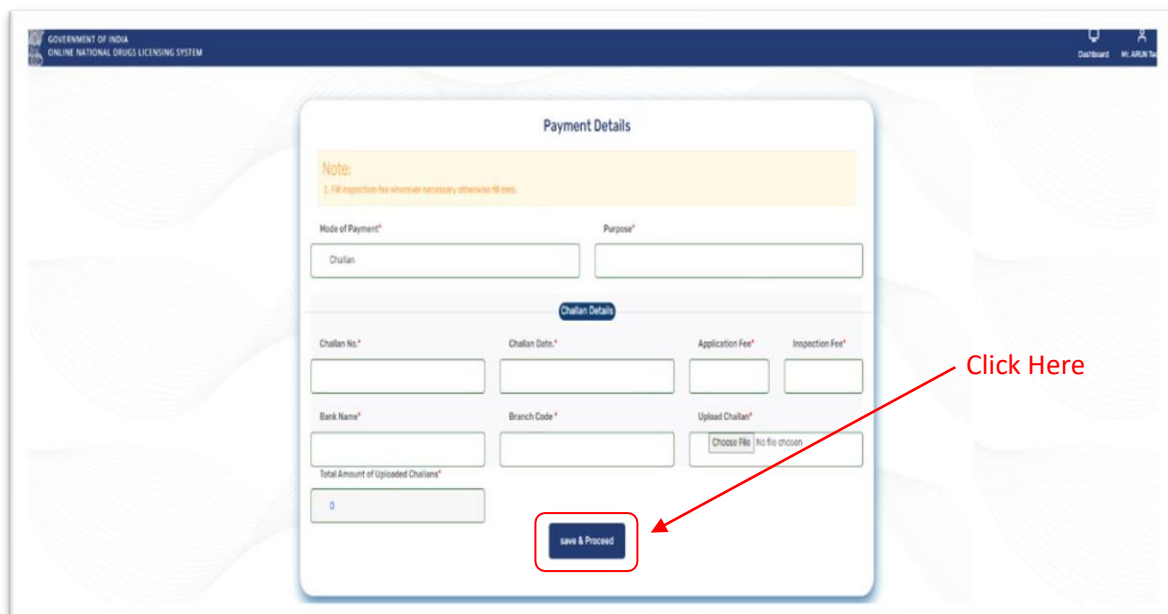 GOVERNMENT OF INDIA
ONLINE NATIONAL DRUGS LICENSING SYSTEM
Dashboard Mr. ARUN
Payment Details
Note:
1. Fill inspection fee wherever necessary otherwise fill zero.
Mode of Payment* Purpose*
Challan
Challan Details
Challan No.* Challan Date.* Application Fee* Inspection Fee*
Click Here
Bank Name* Branch Code * Upload Challan*
Choose File No file chosen
Total Amount of Uploaded Challans*
0
save & Proceed